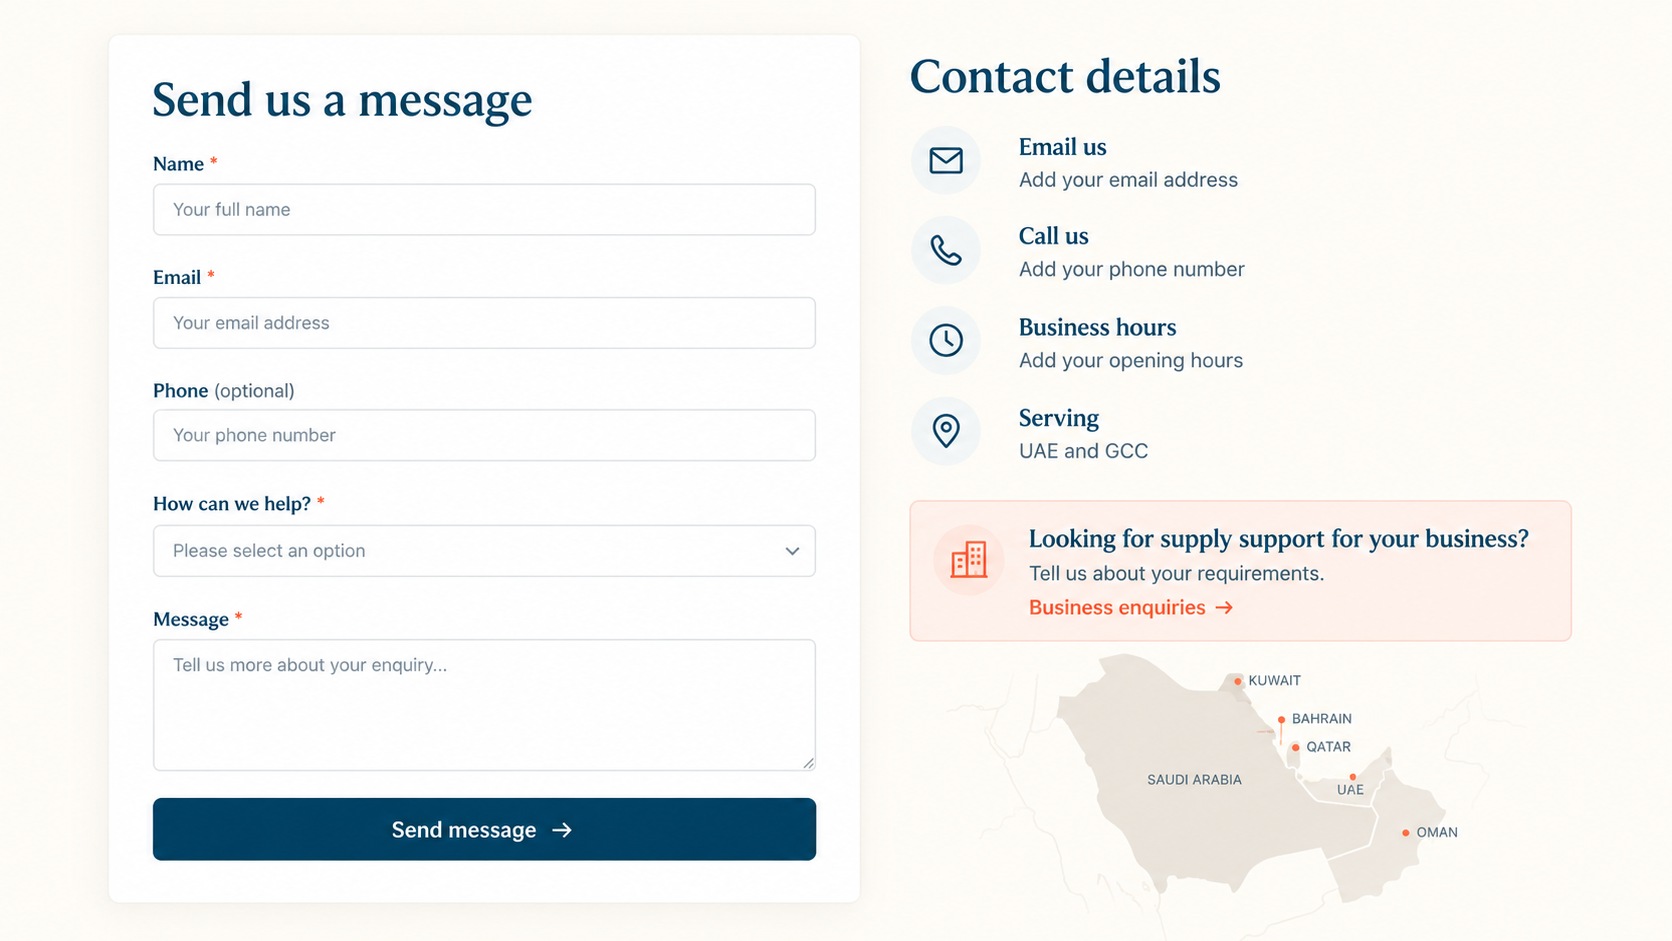 Send us a message
Name *
Your full name
Email *
Your email address
Phone (optional)
Your phone number
How can we help? *
Please select an option
Message *
Tell us more about your enquiry...
Send message →
Contact details
Email us
Add your email address
Call us
Add your phone number
Business hours
Add your opening hours
Serving
UAE and GCC
Looking for supply support for your business?
Tell us about your requirements.
Business enquiries →
KUWAIT
BAHRAIN
QATAR
SAUDI ARABIA
UAE
OMAN